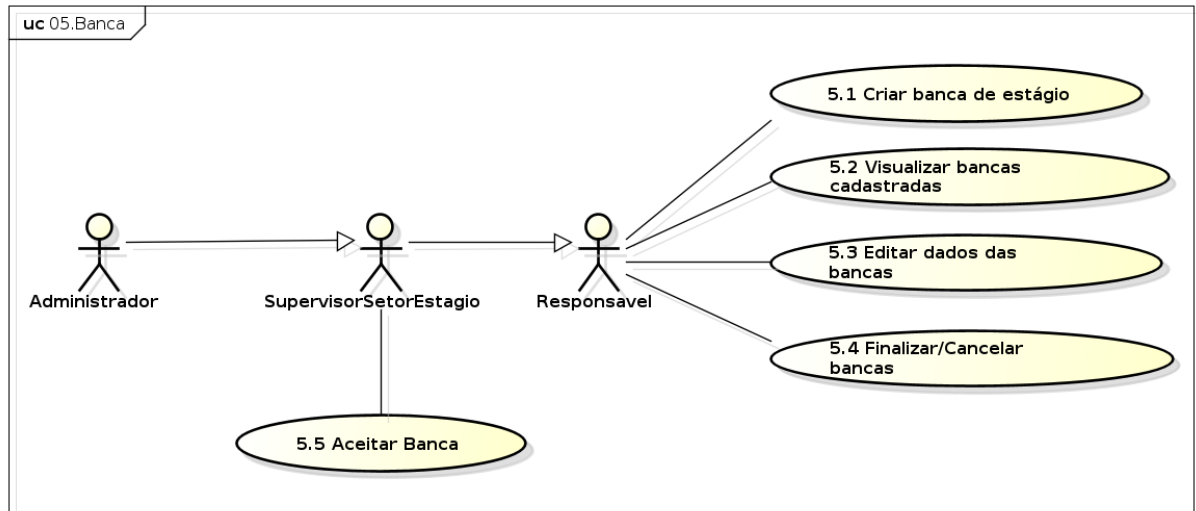 uc 05.Banca
5.1 Criar banca de estágio
5.2 Visualizar bancas
cadastradas
5.3 Editar dados das
bancas
Administrador
SupervisorSetorEstagio
Responsavel
5.4 Finalizar/Cancelar
bancas
5.5 Aceitar Banca